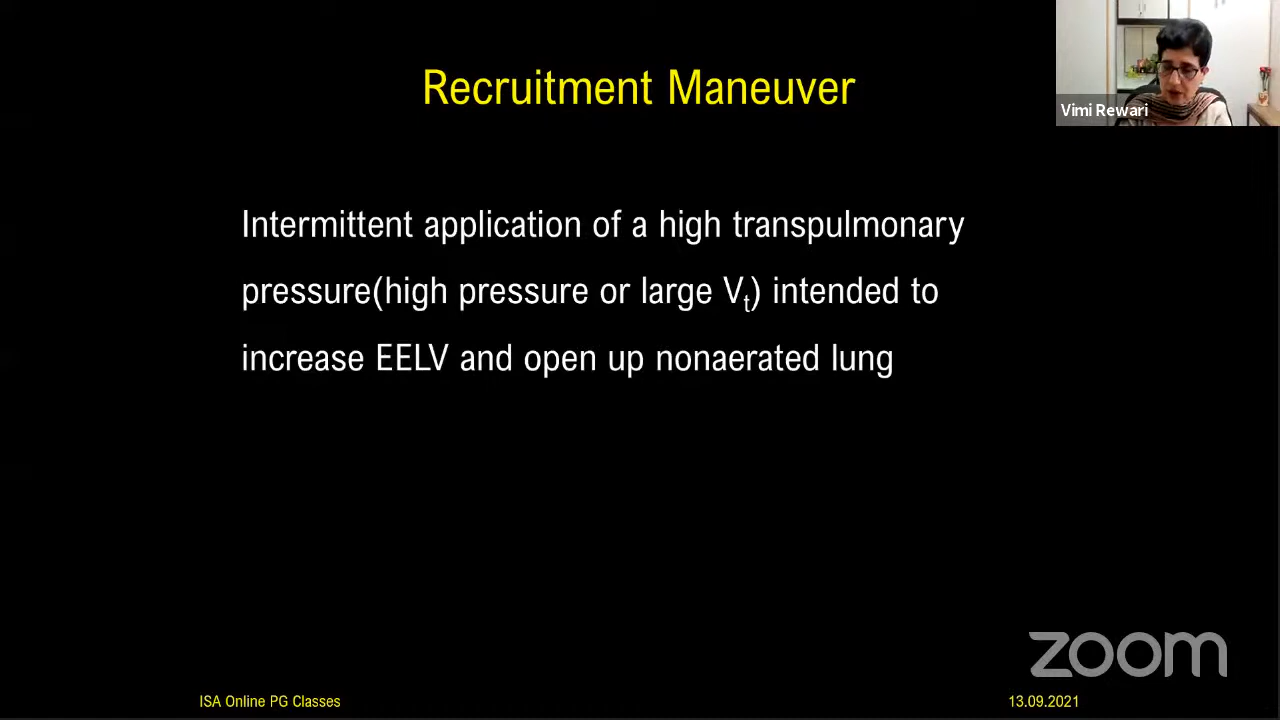 Recruitment Maneuver
Vimi Rewari
Intermittent application of a high transpulmonary
pressure(high pressure or large Vt) intended to
increase EELV and open up nonaerated lung
zoom
ISA Online PG Classes
13.09.2021